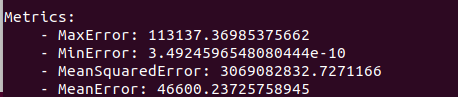 Metrics:
- MaxError: 113137.36985375662
- MinError: 3.4924596548080444e-10
- MeanSquaredError: 3069082832.7271166
- MeanError: 46600.23725758945